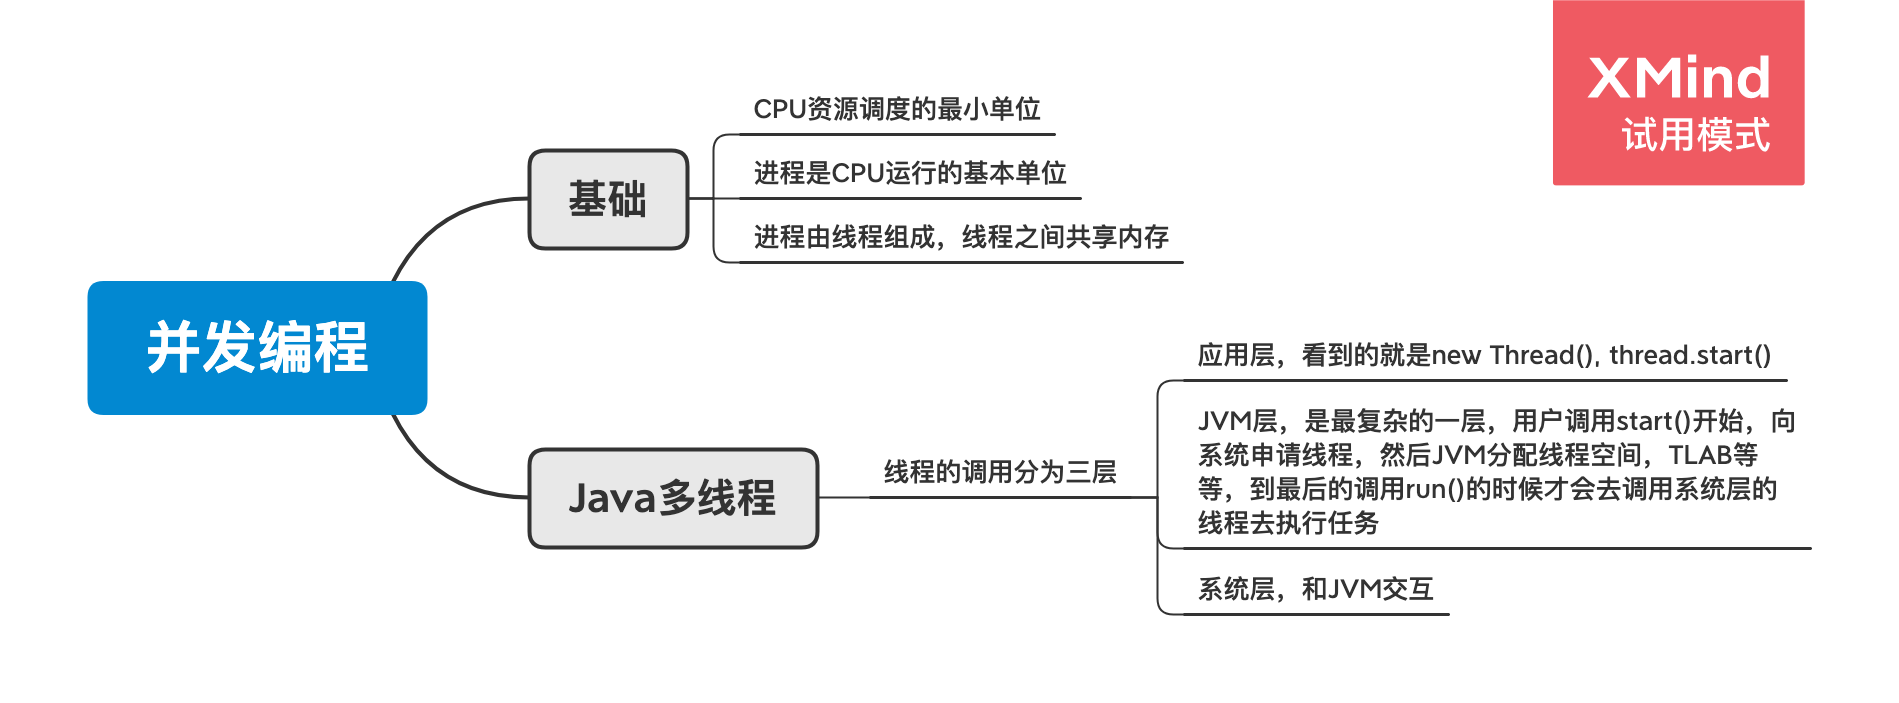 XMind
试用模式
CPU资源调度的最小单位
进程是CPU运行的基本单位
基础
进程由线程组成，线程之间共享内存
并发编程
应用层，看到的就是new Thread(), thread.start()
JVM层，是最复杂的一层，用户调用start()开始，向
系统申请线程，然后JVM分配线程空间，TLAB等
等，到最后的调用run()的时候才会去调用系统层的
线程去执行任务
线程的调用分为三层
Java多线程
系统层，和JVM交互